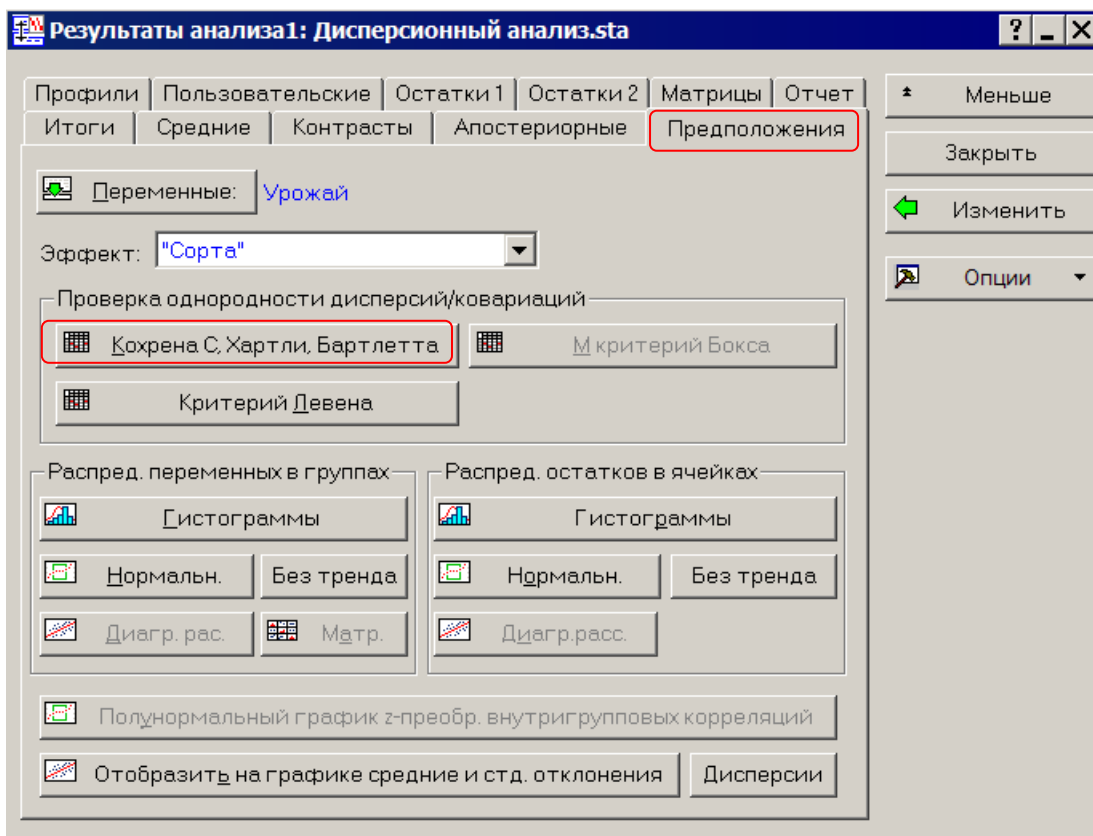 Результаты анализа1: Дисперсионный анализ.sta
Профили Пользовательские Остатки 1 Остатки 2 Матрицы Отчет
Итоги Средние Контрасты Апостериорные Предположения
Меньше
Закрыть
Изменить
Опции
Переменные: Урожай
Эффект: "Сорта"
Проверка однородности дисперсий/ковариаций
Кохрена C, Хартли, Бартлетта М критерий Бокса
Критерий Левена
Распред. переменных в группах
Гистограммы
Нормальн. Без тренда
Диагр. рас. Матр.
Распред. остатков в ячейках
Гистограммы
Нормальн. Без тренда
Диагр.расс.
Полунормальный график z-преобр. внутригрупповых корреляций
Отобразить на графике средние и стд. отклонения Дисперсии